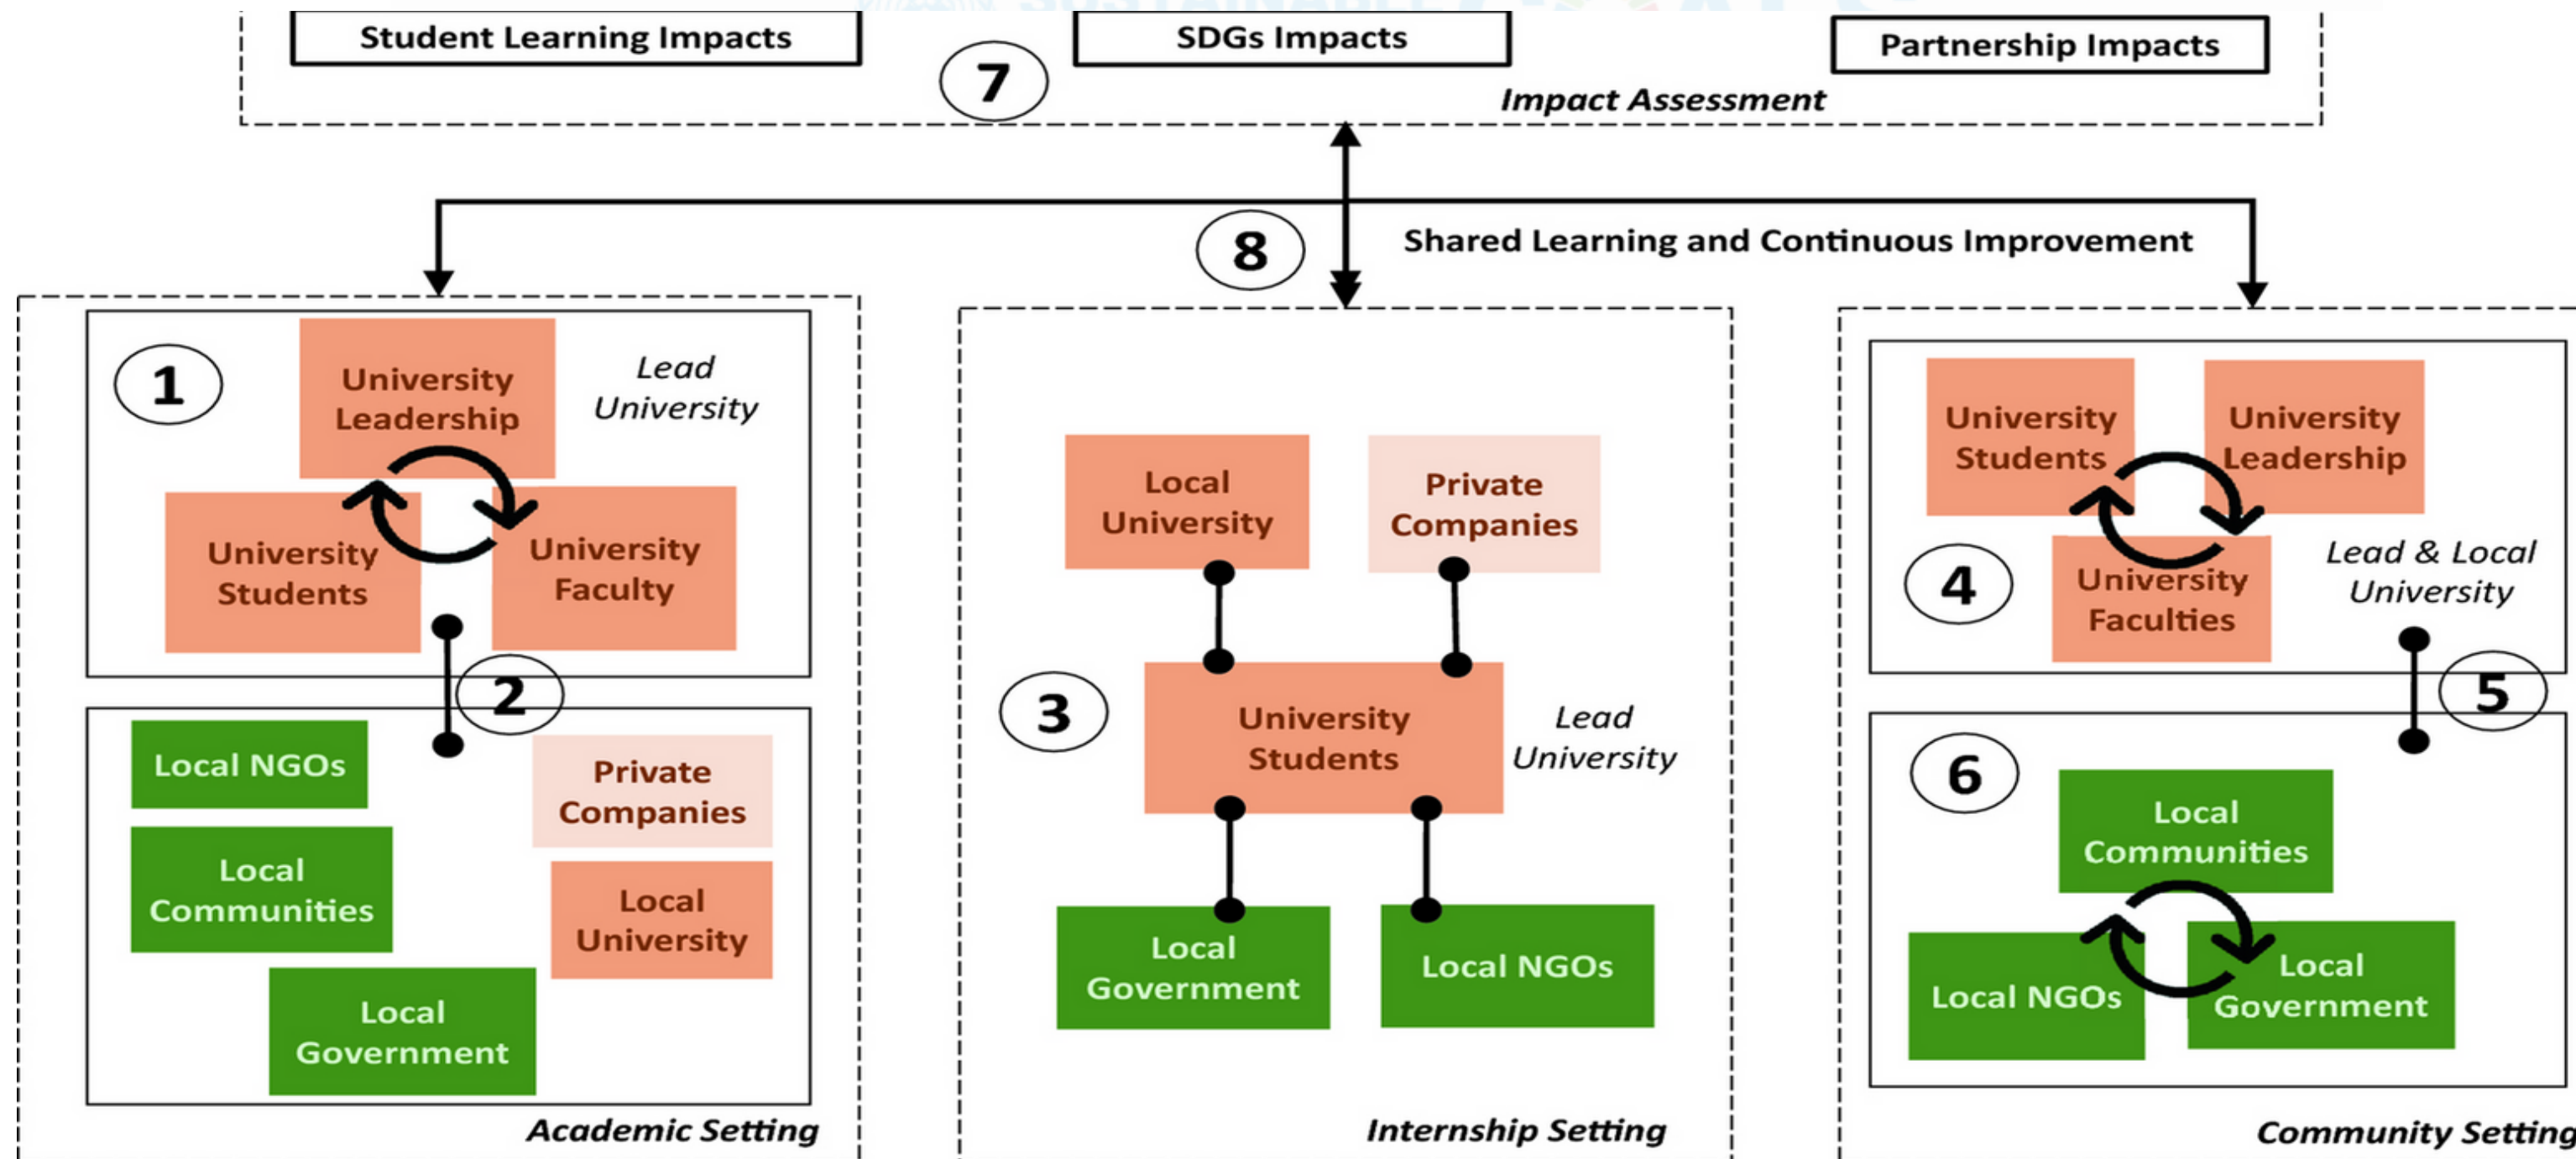 Student Learning Impacts
SDGs Impacts
Partnership Impacts
7
Impact Assessment
8
Shared Learning and Continuous Improvement
1
University
Leadership
Lead
University
University
Students
University
Faculty
2
Local NGOs
Private
Companies
Local
Communities
Local
University
Local
Government
Academic Setting
Local
University
Private
Companies
3
University
Students
Lead
University
Local
Government
Local NGOs
Internship Setting
University
Students
University
Leadership
4
University
Faculties
Lead & Local
University
5
6
Local
Communities
Local NGOs
Local
Government
Community Setting